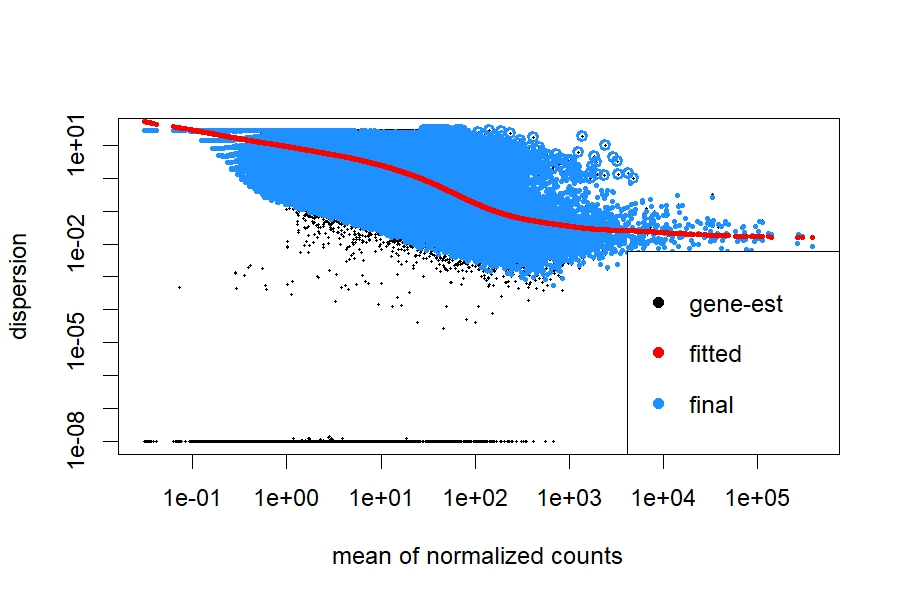 dispersion
1e+01
1e-02
1e-05
1e-08
gene-est
fitted
final
1e-01 1e+00 1e+01 1e+02 1e+03 1e+04 1e+05
mean of normalized counts